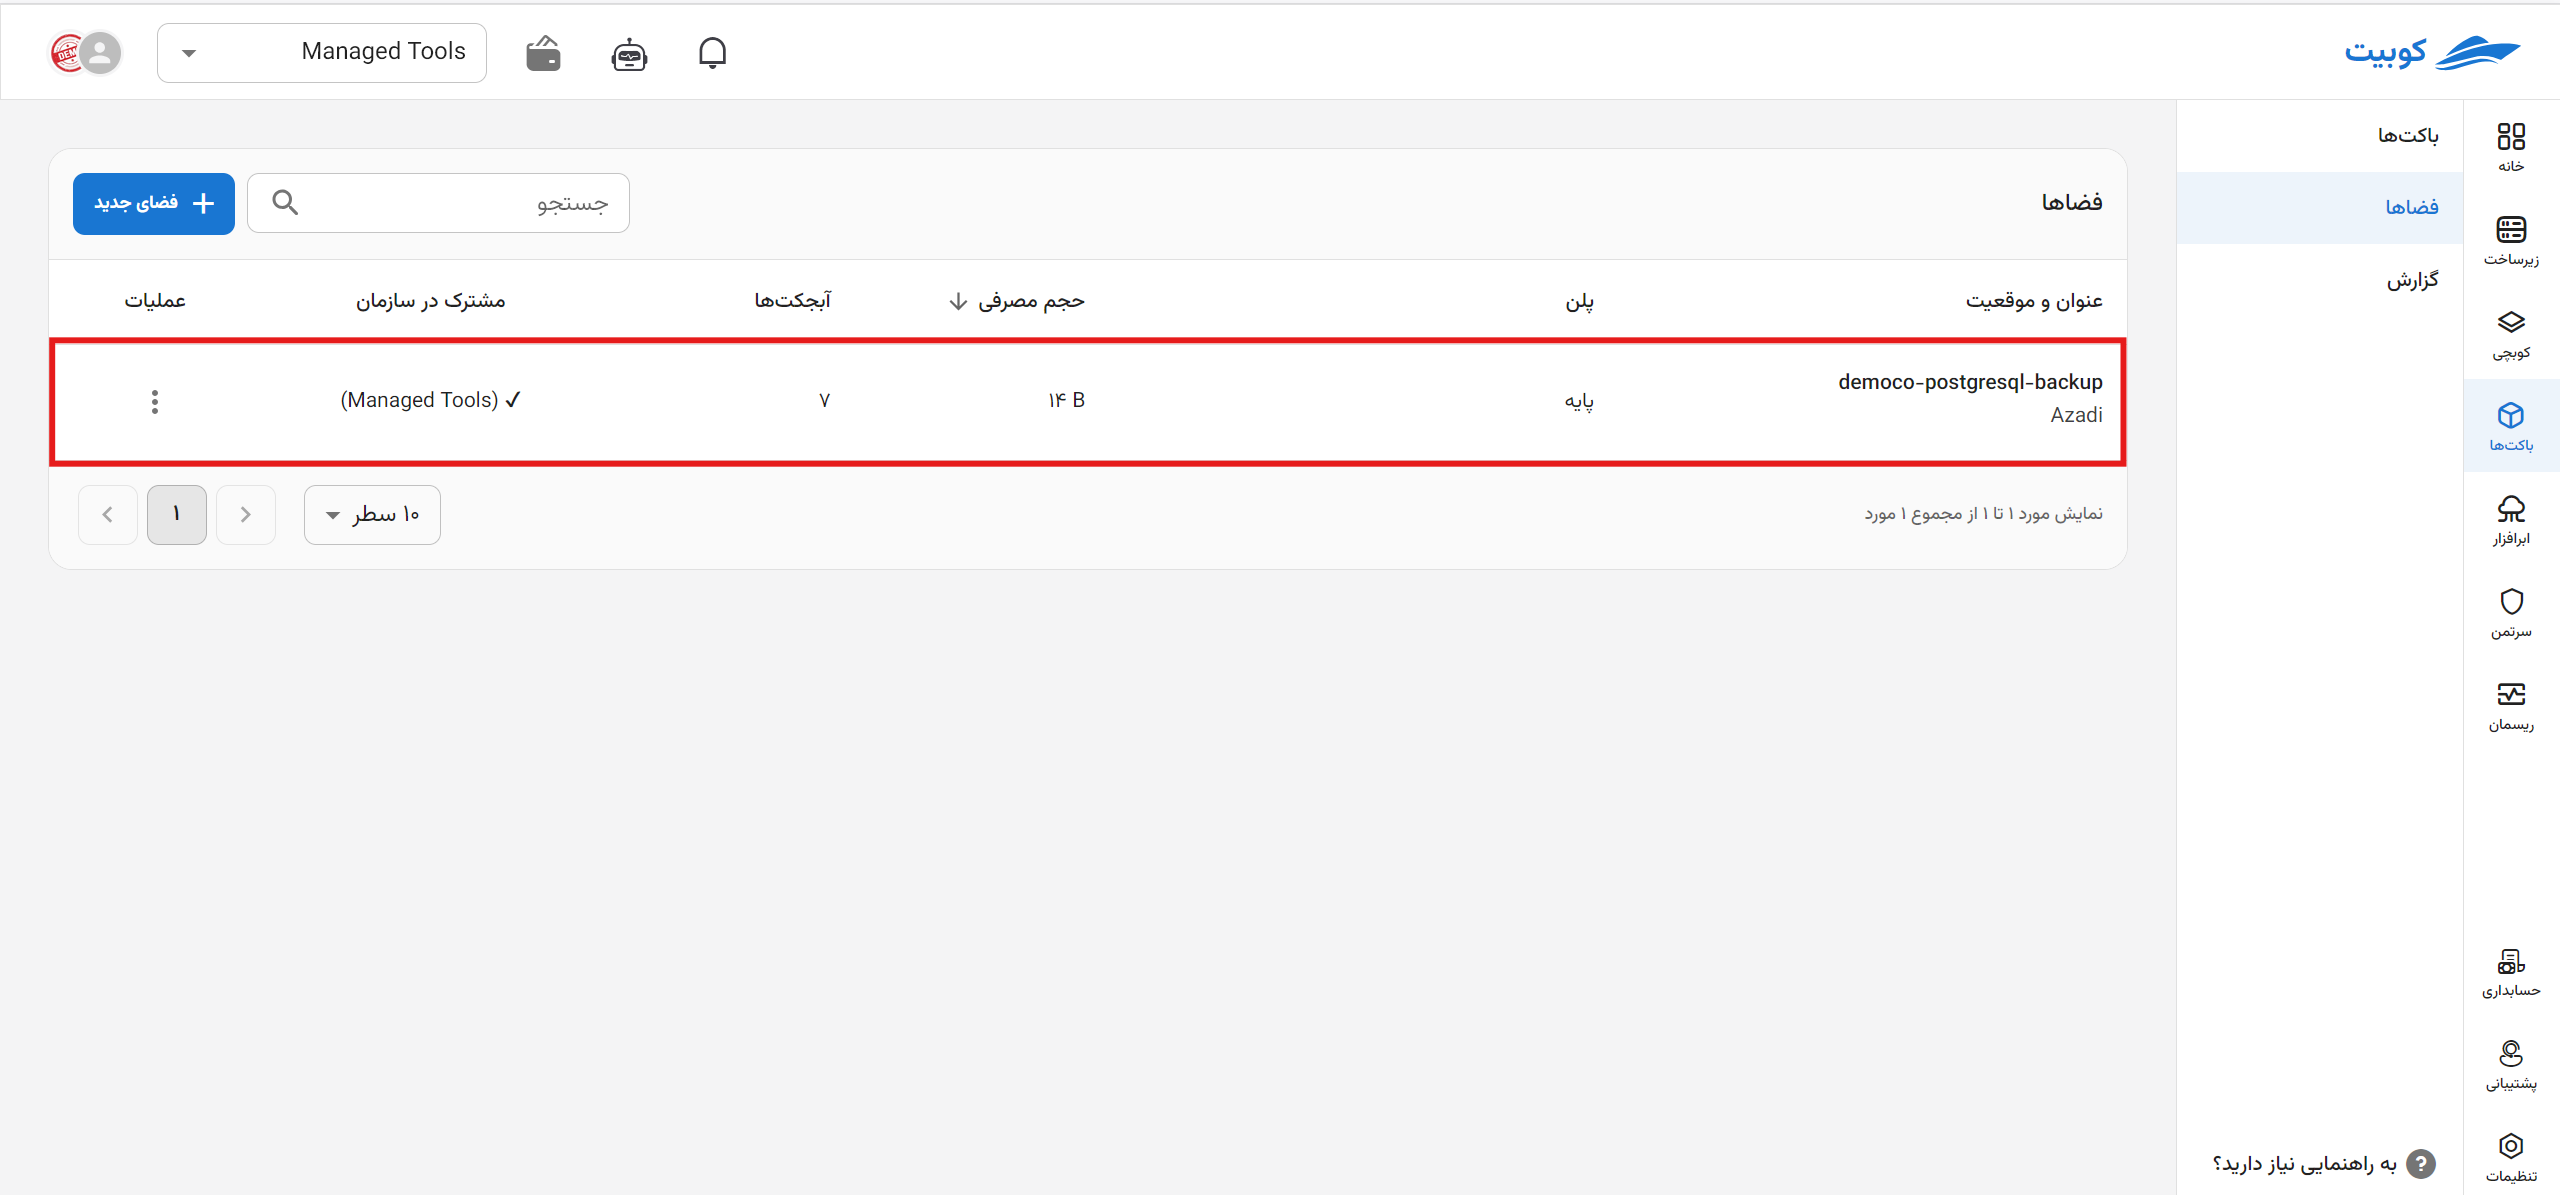 کوبیت
Managed Tools
DEM
خانه
زیرساخت
کوبچی
باکت‌ها
ابرافزار
سرتمن
ریسمان
حسابداری
پشتیبانی
تنظیمات
باکت‌ها
فضاها
گزارش
به راهنمایی نیاز دارید؟
فضاها
جستجو
فضای جدید
عنوان و موقعیت پلن حجم مصرفی آبجکت‌ها مشترک در سازمان عملیات
democo-postgresql-backup
Azadi
پایه
۱۴ B
۷
✓ (Managed Tools)
نمایش مورد ۱ تا ۱ از مجموع ۱ مورد
۱۰ سطر
۱